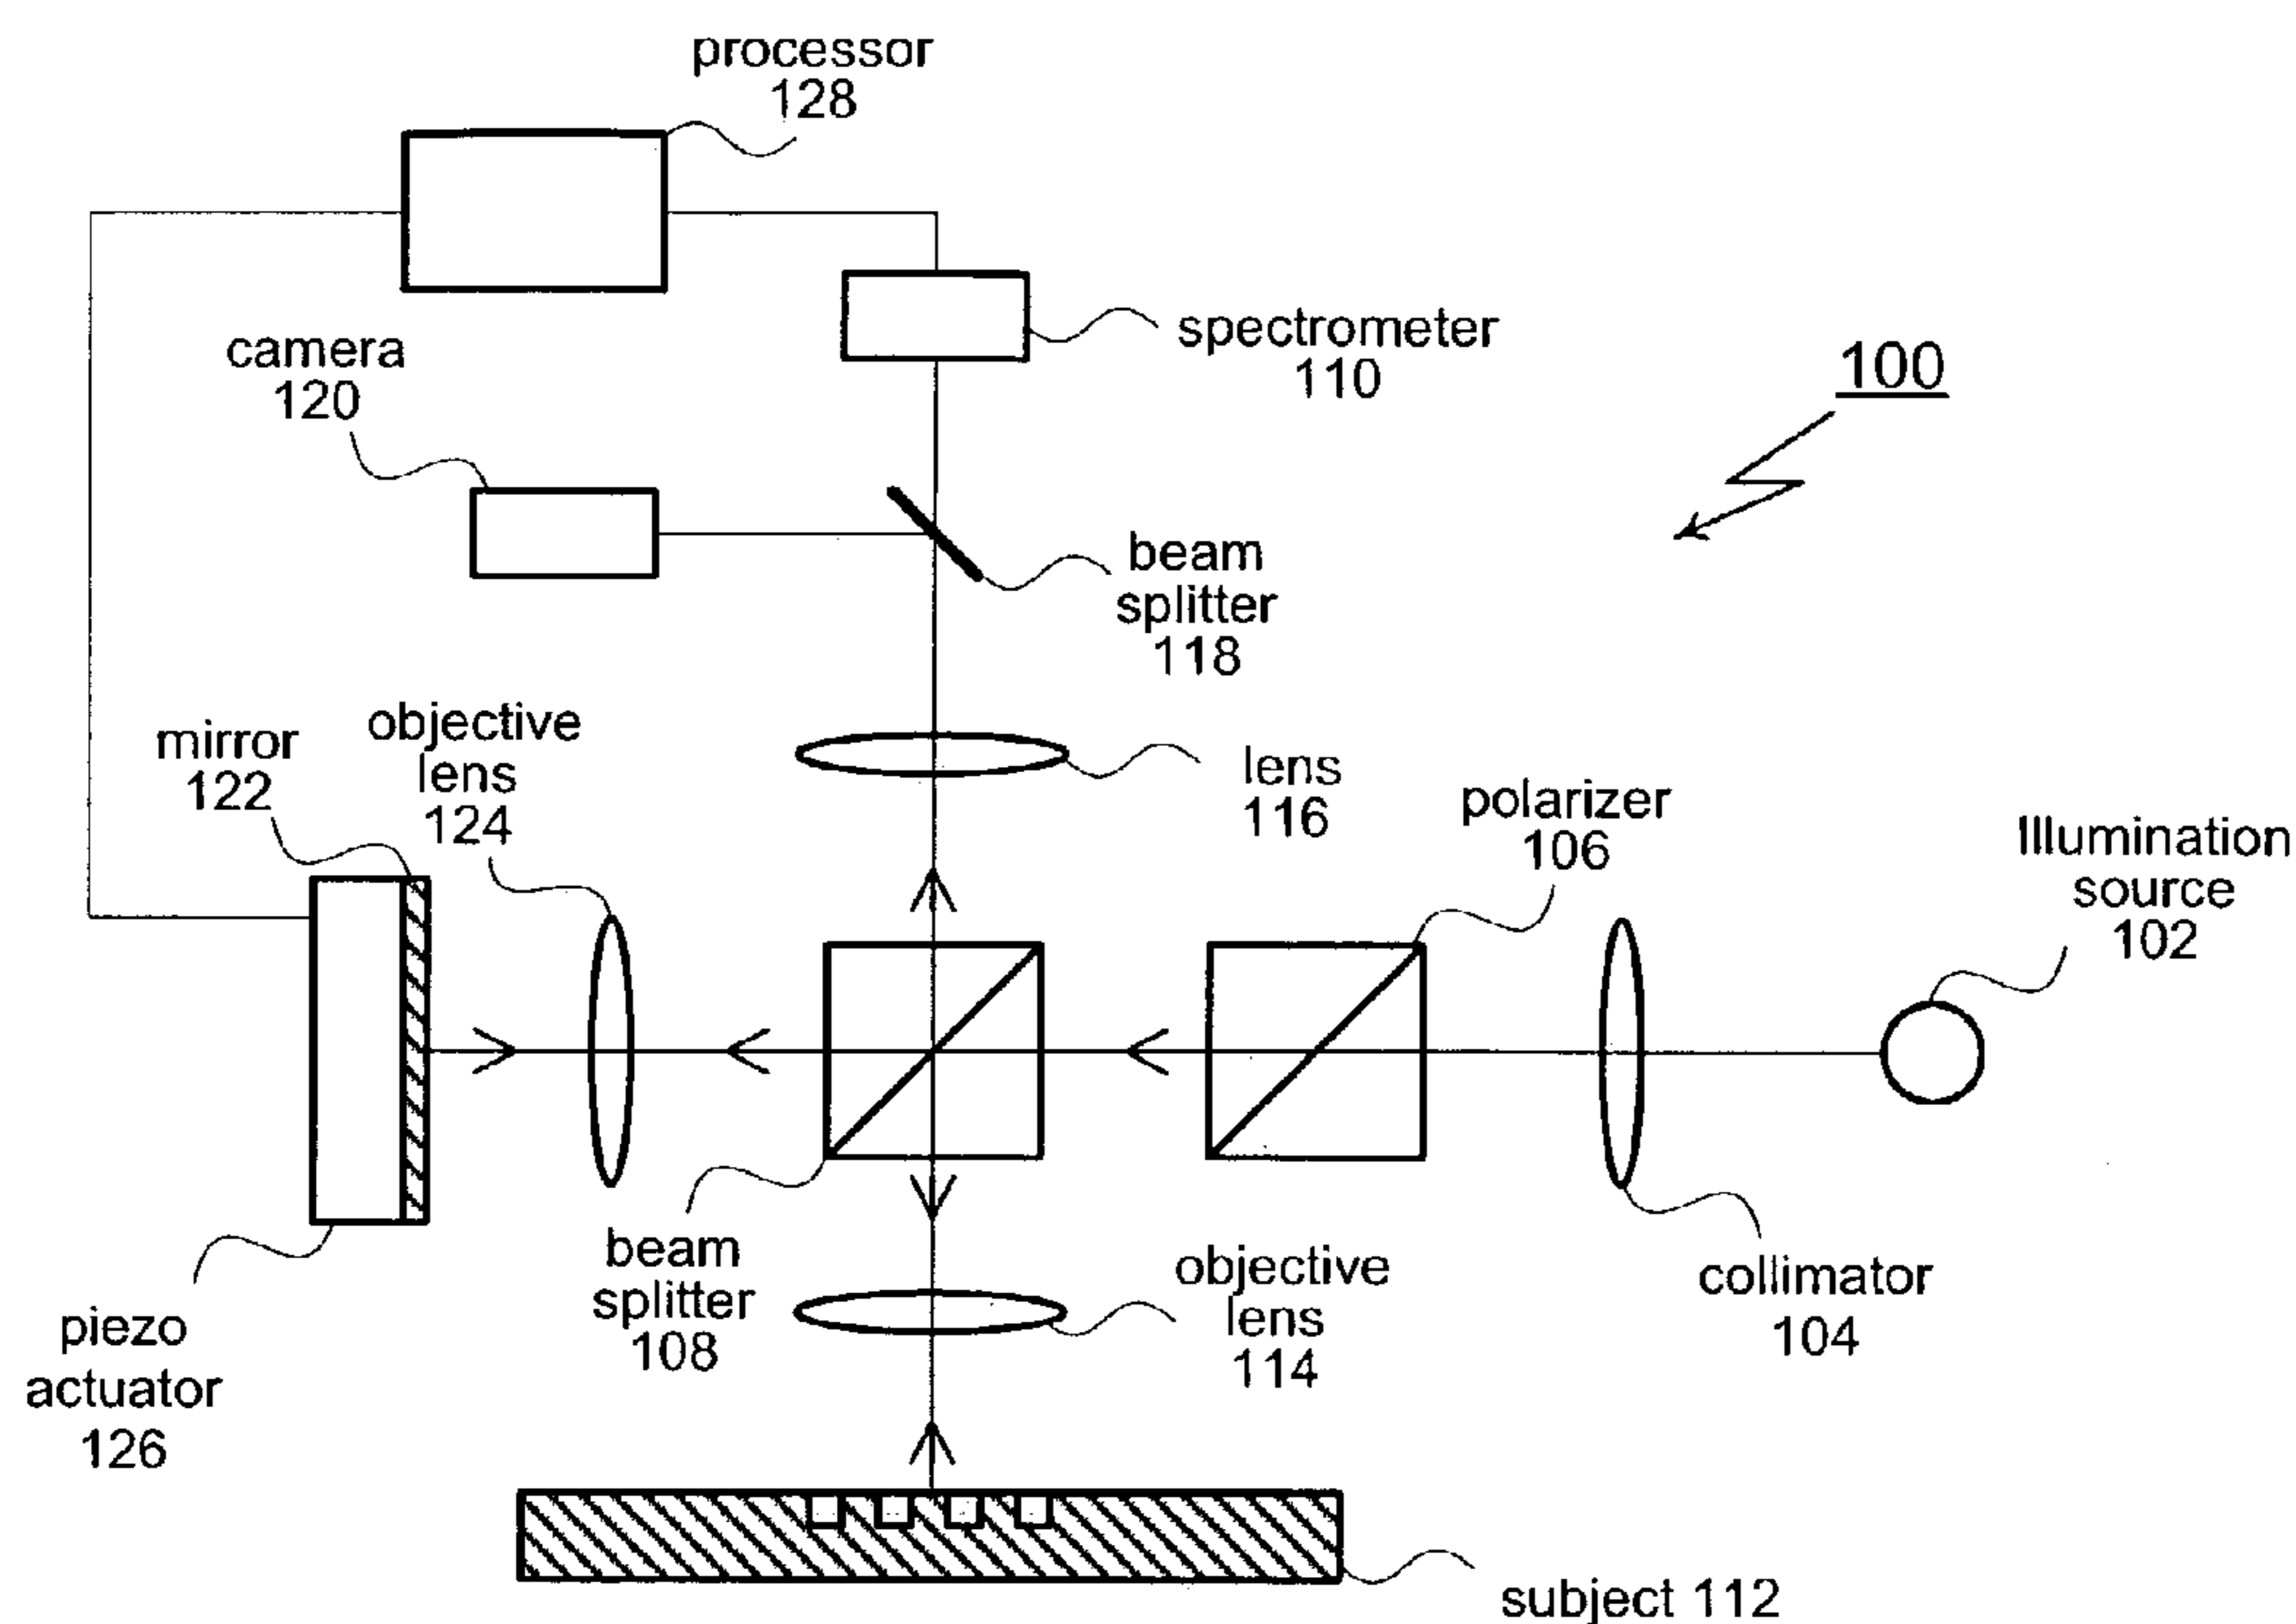 processor
128
camera
120
spectrometer
110
100
beam
splitter
118
mirror
122
objective
lens
124
lens
116
polarizer
106
Illumination
source
102
piezo
actuator
126
beam
splitter
108
objective
lens
114
collimator
104
subject 112